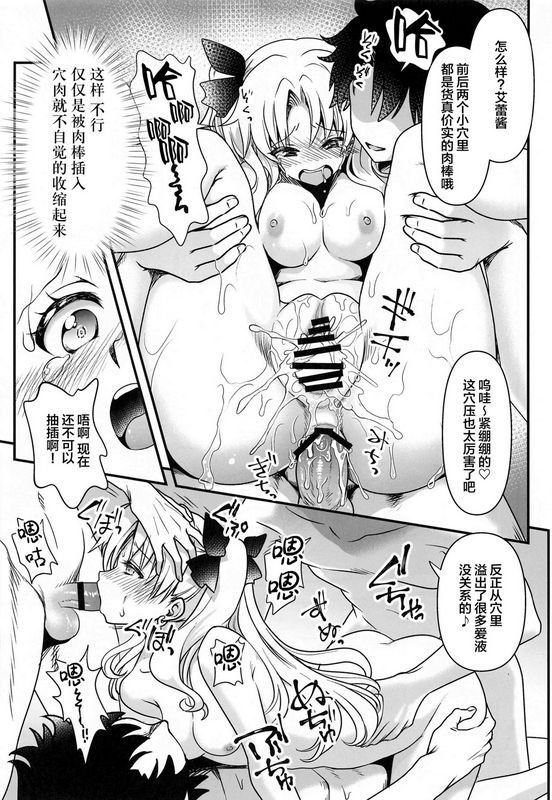 怎么样？艾蕾酱
前后两个小穴里
都是货真价实的肉棒哦
哈
哈
这样 不行
仅仅是被肉棒插入
穴肉就不自觉的收缩起来
呜哇～紧绷绷的♡
这穴压也太厉害了吧
唔啊 现在
还不可以
抽插啊！
反正从穴里
溢出了很多爱液
没关系的♪
嗯咕
嗯
嗯
嗯